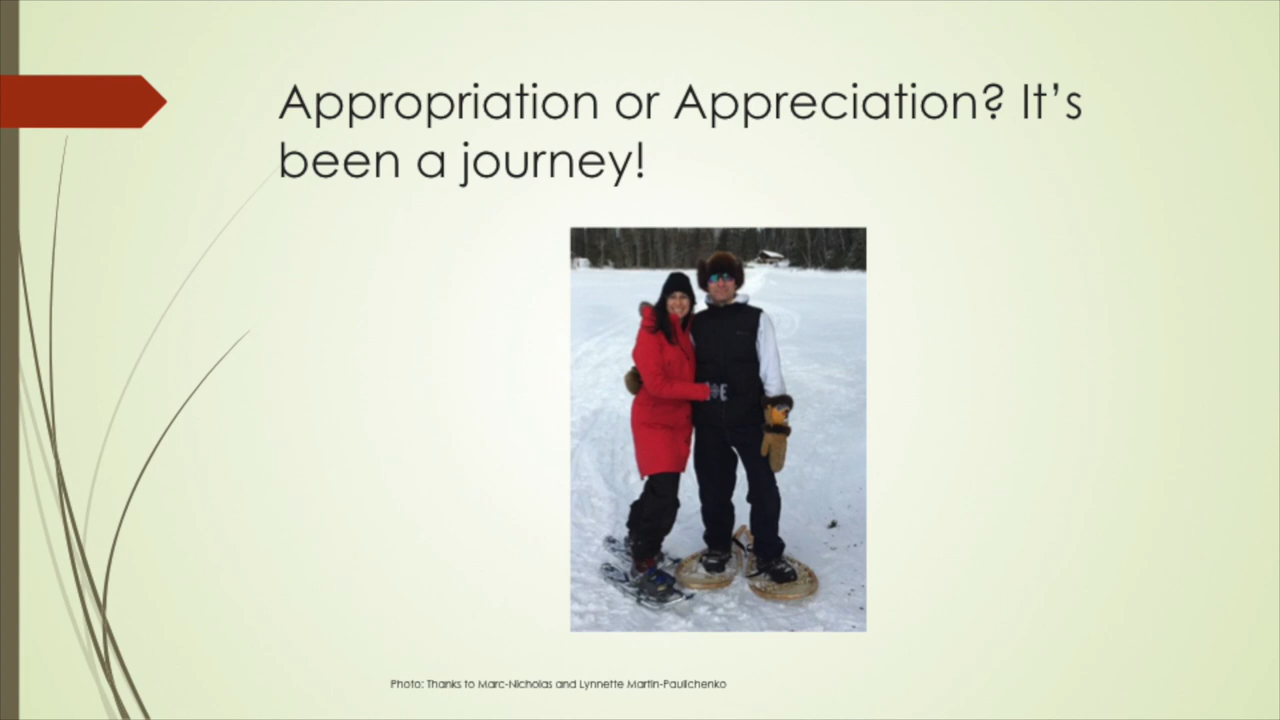 Appropriation or Appreciation? It’s
been a journey!
Photo: Thanks to Marc-Nicholas and Lynnette Martin-Paulichenko